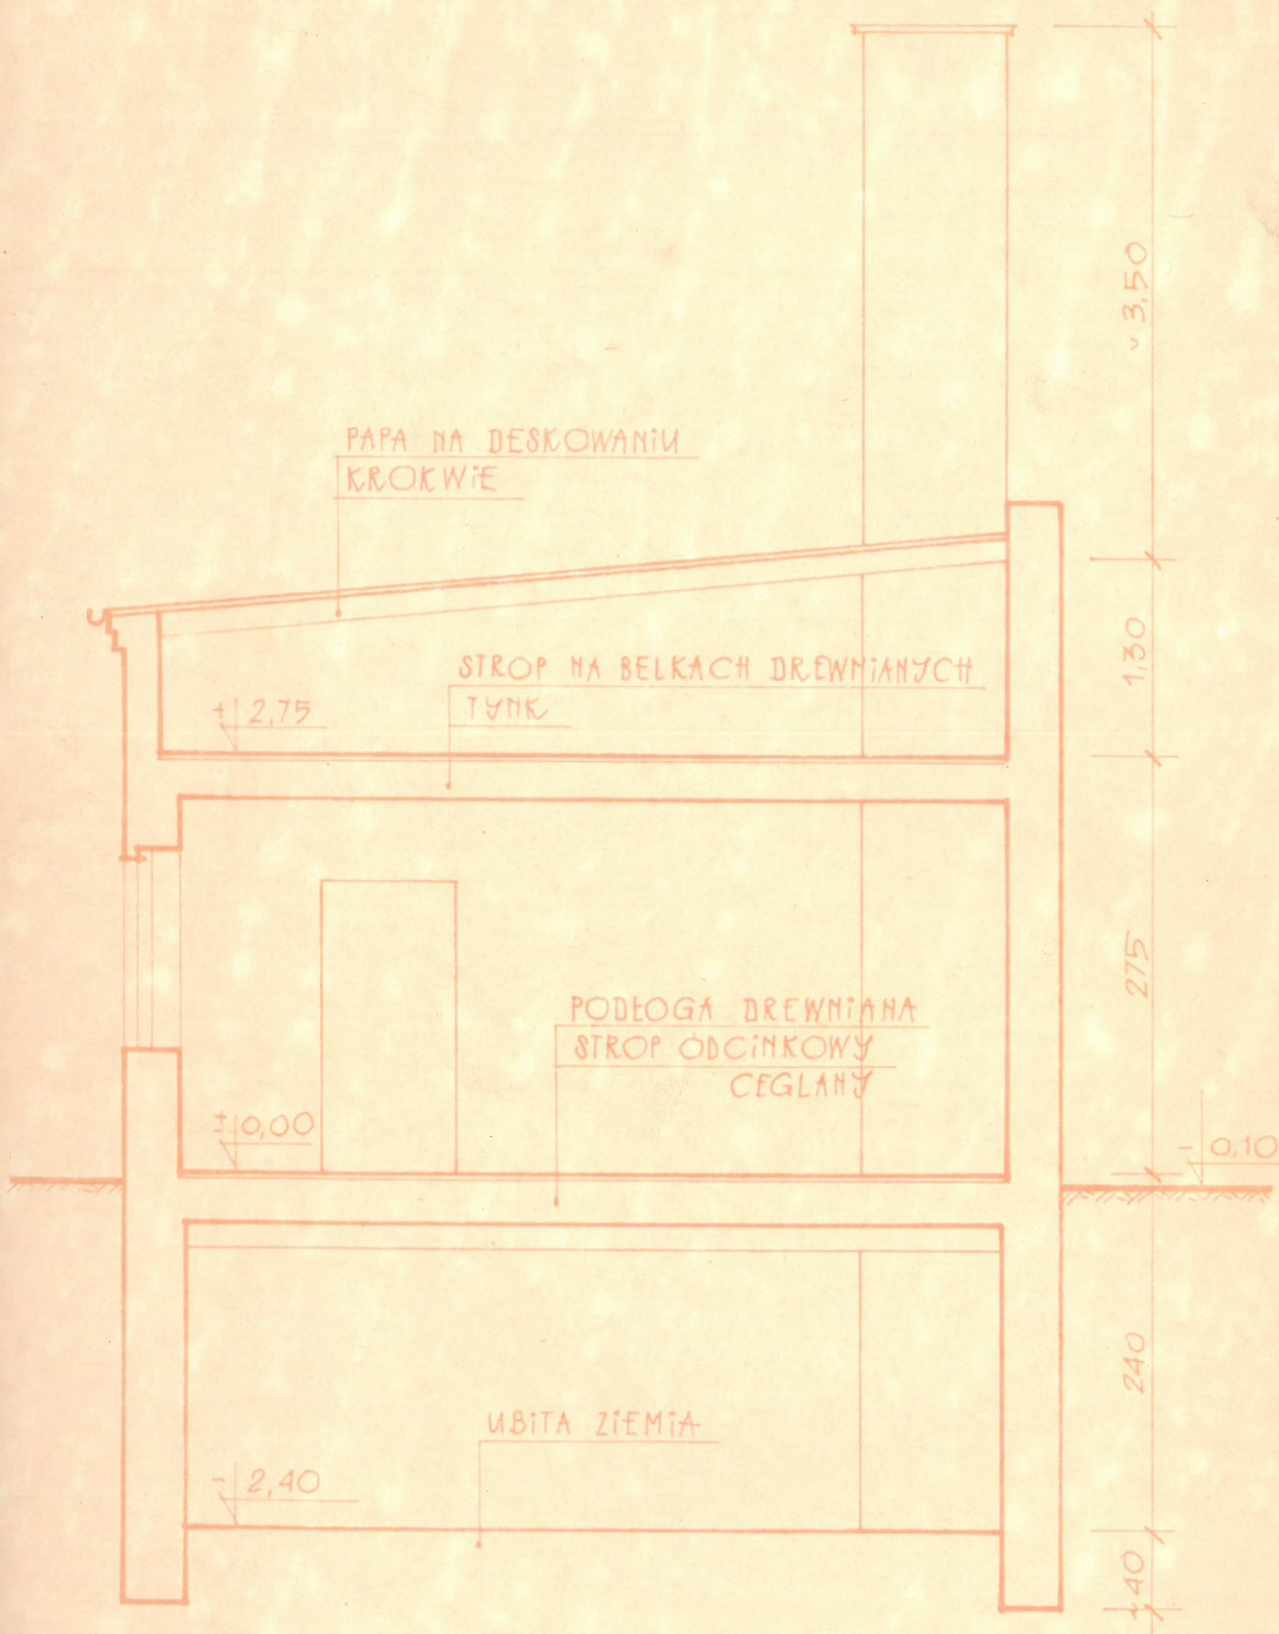 ~ 3,50
PAPA NA DESKOWANIU
KROKWIE
1,30
STROP NA BELKACH DREWNIANYCH
TYNK
+ 2,75
275
PODŁOGA DREWNIANA
STROP ODCINKOWY
CEGLANY
± 0,00
- 0,10
240
UBITA ZIEMIA
- 2,40
40